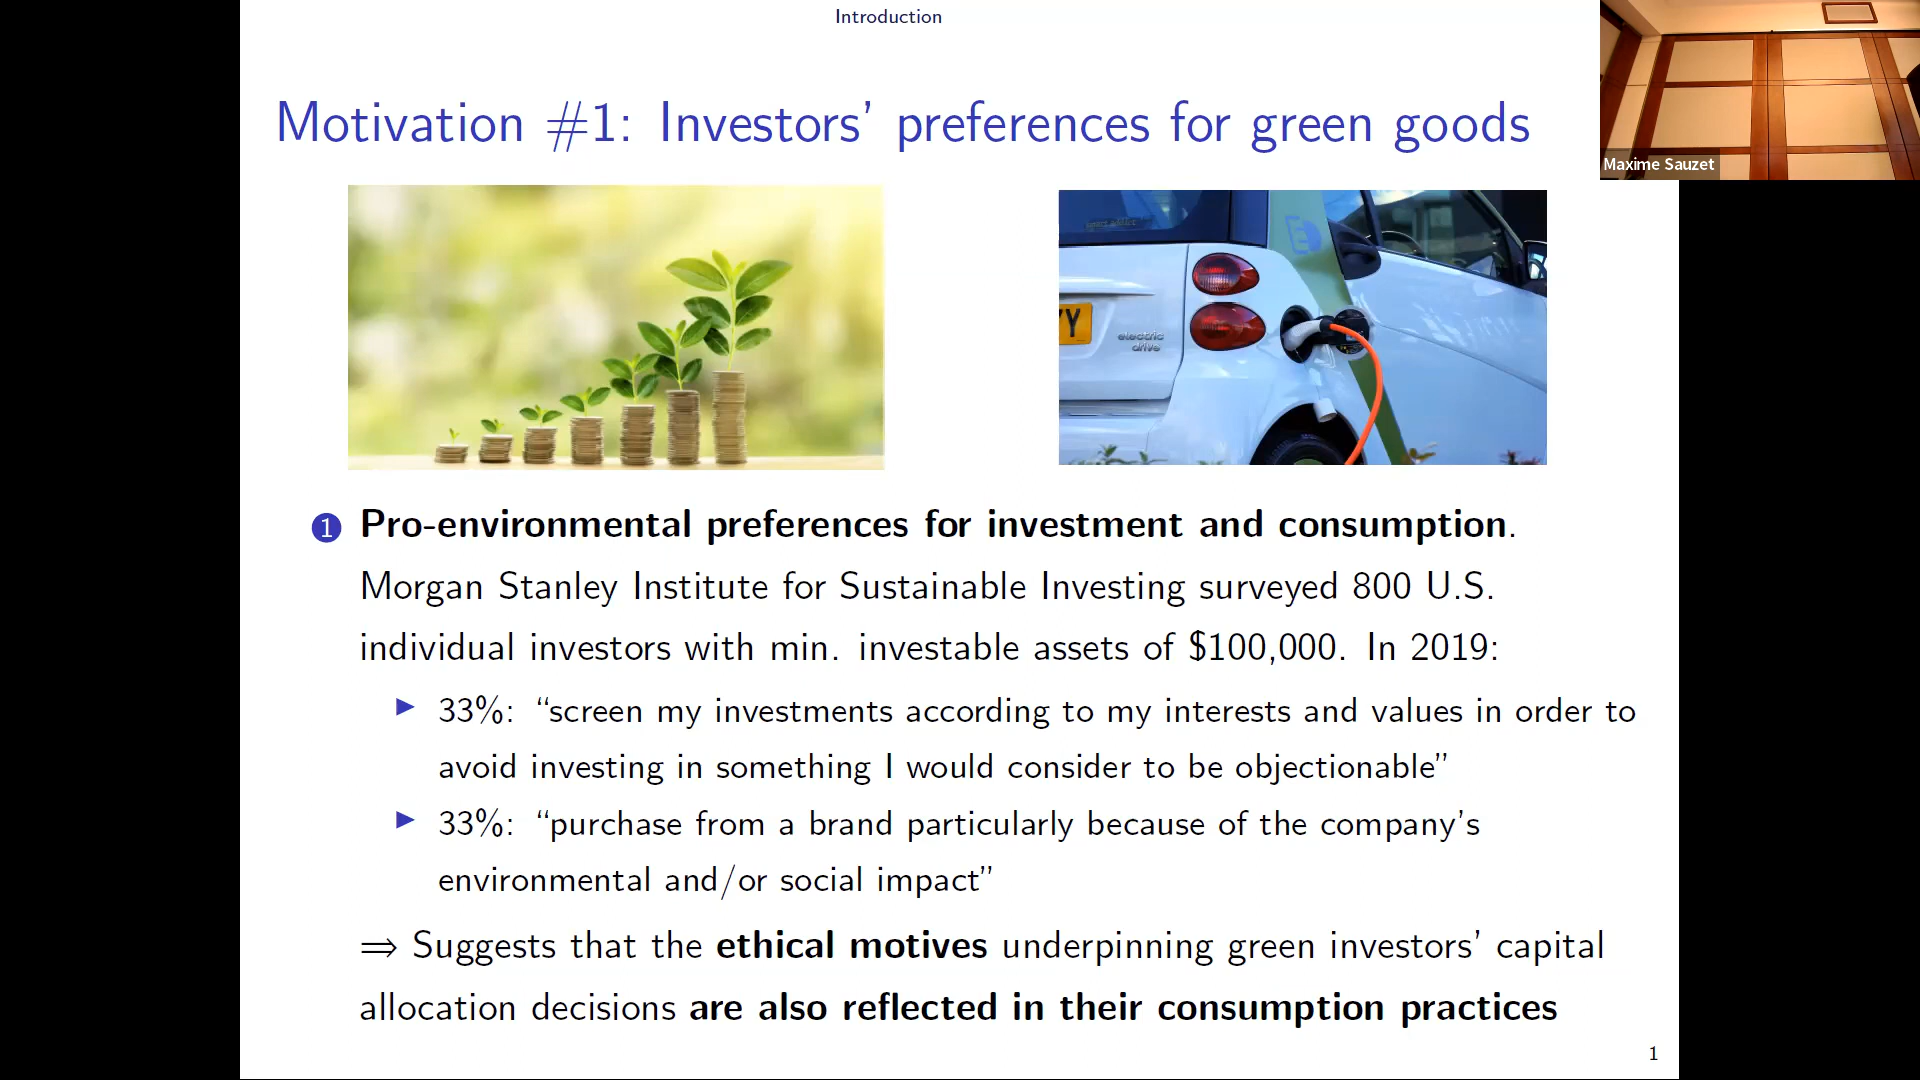 Introduction
Motivation #1: Investors’ preferences for green goods
Maxime Sauzet
Y
electric
drive
1 Pro-environmental preferences for investment and consumption.
Morgan Stanley Institute for Sustainable Investing surveyed 800 U.S.
individual investors with min. investable assets of $100,000. In 2019:
▶ 33%: “screen my investments according to my interests and values in order to
avoid investing in something I would consider to be objectionable”
▶ 33%: “purchase from a brand particularly because of the company’s
environmental and/or social impact”
⇒ Suggests that the ethical motives underpinning green investors’ capital
allocation decisions are also reflected in their consumption practices
1